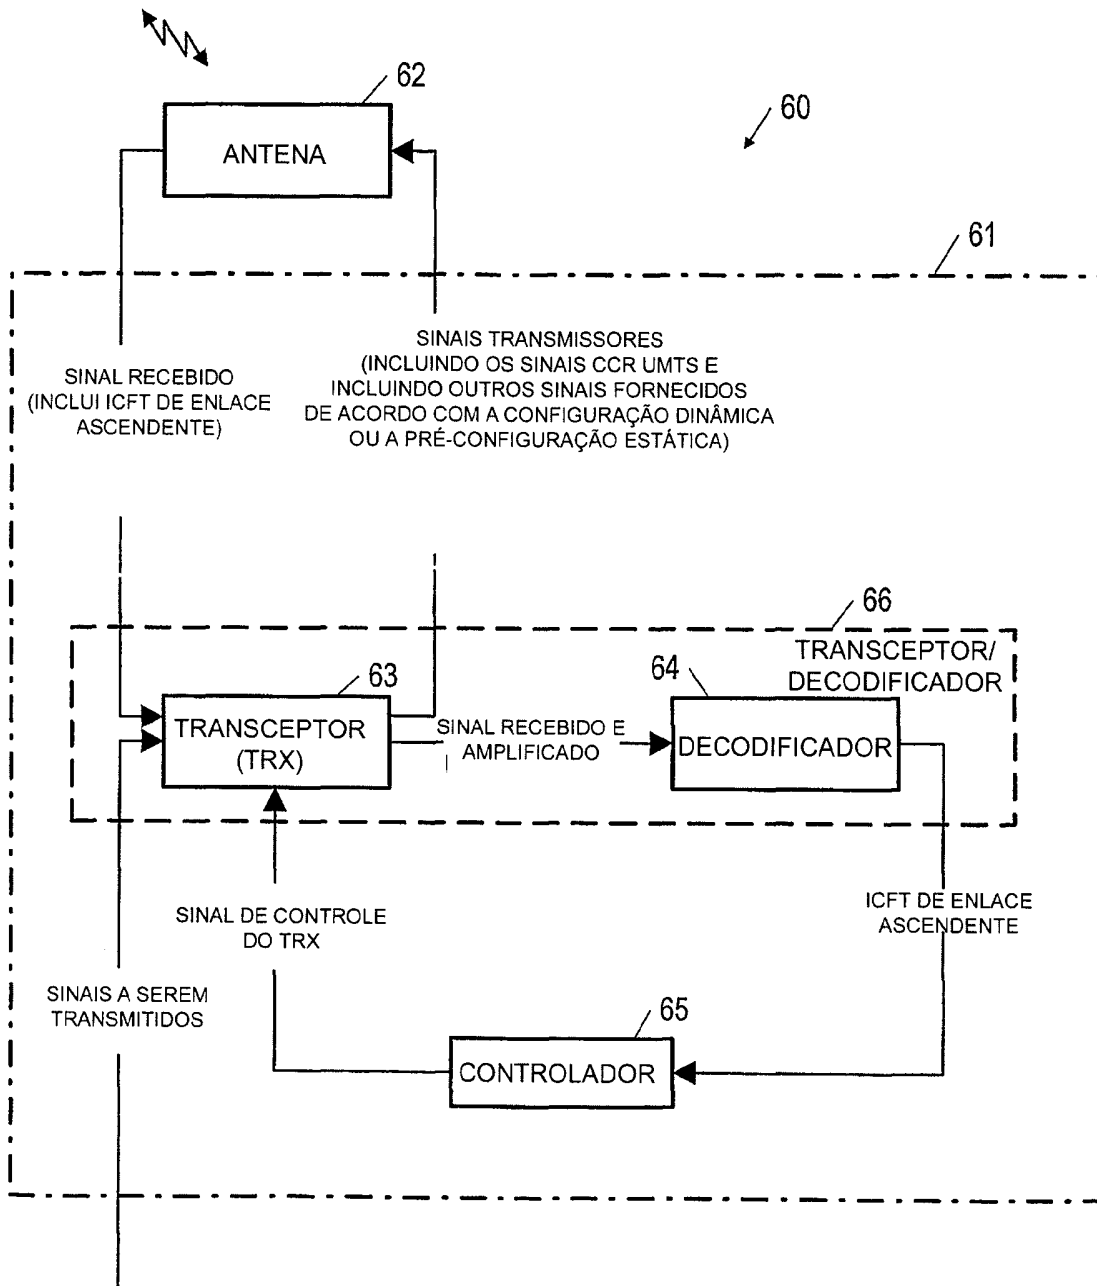 62
ANTENA
60
61
SINAL RECEBIDO
(INCLUI ICFT DE ENLACE
ASCENDENTE)
SINAIS TRANSMISSORES
(INCLUINDO OS SINAIS CCR UMTS E
INCLUINDO OUTROS SINAIS FORNECIDOS
DE ACORDO COM A CONFIGURAÇÃO DINÂMICA
OU A PRÉ-CONFIGURAÇÃO ESTÁTICA)
66
TRANSCEPTOR/
DECODIFICADOR
63
TRANSCEPTOR
(TRX)
SINAL RECEBIDO E
AMPLIFICADO
64
DECODIFICADOR
SINAL DE CONTROLE
DO TRX
ICFT DE ENLACE
ASCENDENTE
SINAIS A SEREM
TRANSMITIDOS
65
CONTROLADOR